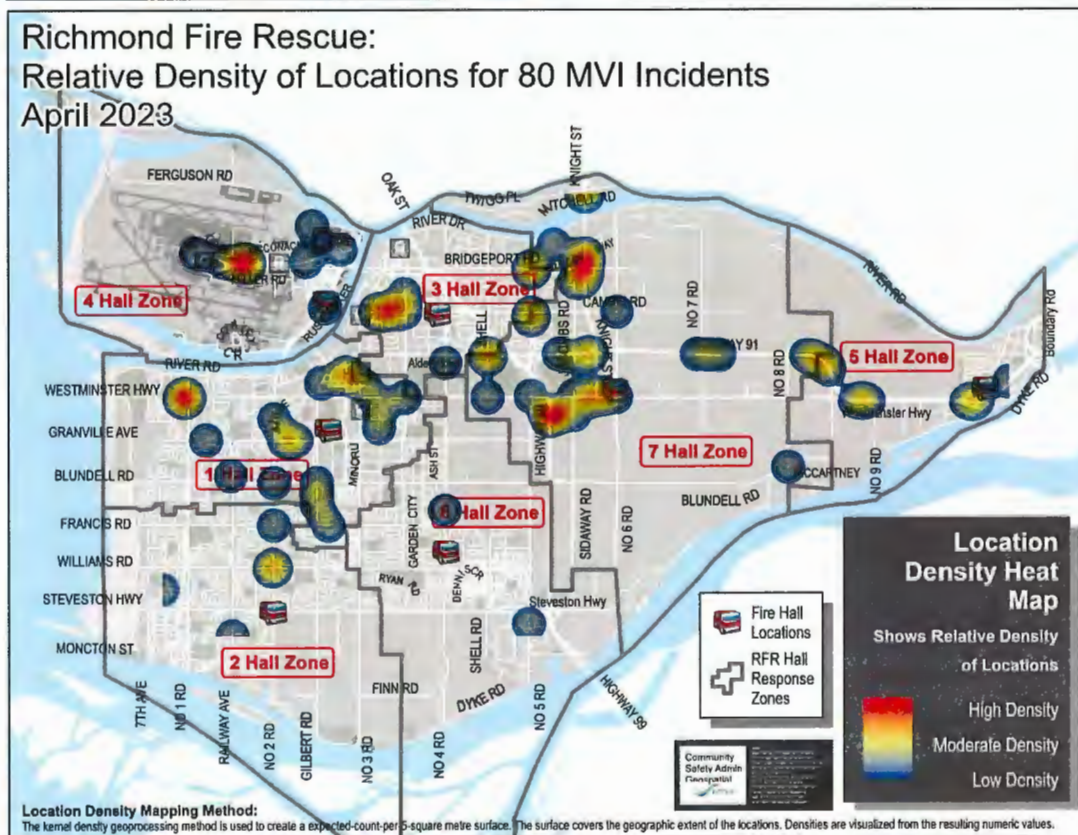 Richmond Fire Rescue:
Relative Density of Locations for 80 MVI Incidents
April 2023
FERGUSON RD
OAK ST
KNIGHT ST
MITCHELL RD
RIVER DR
BRIDGEPORT RD
4 Hall Zone
3 Hall Zone
NO 7 RD
RIVER RD
Boundary Rd
RIVER RD
5 Hall Zone
NO 8 RD
WESTMINSTER HWY
Westminster Hwy
DYKE RD
GRANVILLE AVE
1 Hall Zone
7 Hall Zone
MINORU
ASH ST
NO 9 RD
BLUNDELL RD
BLUNDELL RD
FRANCIS RD
GARDEN CITY
6 Hall Zone
SIDAWAY RD
NO 6 RD
WILLIAMS RD
RYAN RD
STEVESTON HWY
Steveston Hwy
MONCTON ST
2 Hall Zone
SHELL RD
FINN RD
DYKE RD
HIGHWAY 99
7TH AVE
NO 1 RD
RAILWAY AVE
NO 2 RD
GILBERT RD
NO 3 RD
NO 4 RD
NO 5 RD
Fire Hall
Locations
RFR Hall
Response
Zones
Location
Density Heat
Map
Shows Relative Density
of Locations
High Density
Moderate Density
Low Density
Community
Safety Admin
Geospatial
Location Density Mapping Method:
The kernel density geoprocessing method is used to create a expected-count-per 5-square metre surface. The surface covers the geographic extent of the locations. Densities are visualized from the resulting numeric values.